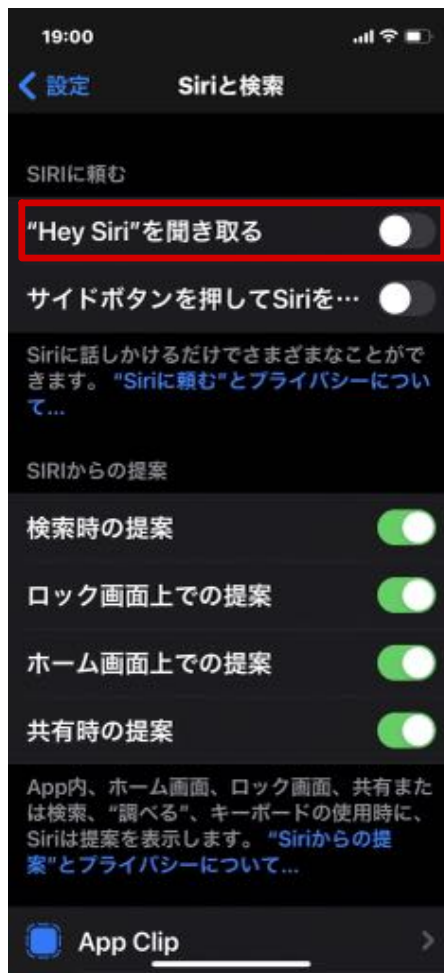 19:00
設定 Siriと検索
SIRIに頼む
“Hey Siri”を聞き取る
サイドボタンを押してSiriを…
Siriに話しかけるだけでさまざまなことがで
きます。 “Siriに頼む”とプライバシーについ
て...
SIRIからの提案
検索時の提案
ロック画面上での提案
ホーム画面上での提案
共有時の提案
App内、ホーム画面、ロック画面、共有また
は検索、“調べる”、キーボードの使用時に、
Siriは提案を表示します。 “Siriからの提
案”とプライバシーについて...
App Clip